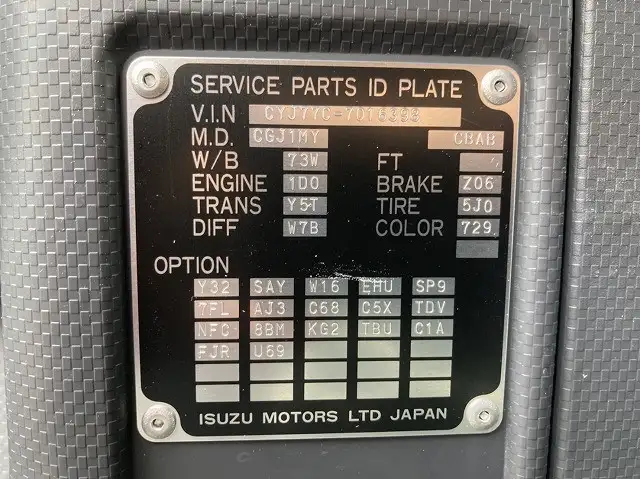 SERVICE PARTS ID PLATE
V.I.N CYJ77C-7016393
M.D. CGJ1MY CBAB
W/B 73W FT
ENGINE 1D0 BRAKE Z06
TRANS Y5T TIRE 5J0
DIFF W7B COLOR 729
OPTION
Y32 SAY W16 EHU SP9
7FL AJ3 C68 C5X TDV
NFC 8BM KG2 TBU C1A
FJR U69
ISUZU MOTORS LTD JAPAN